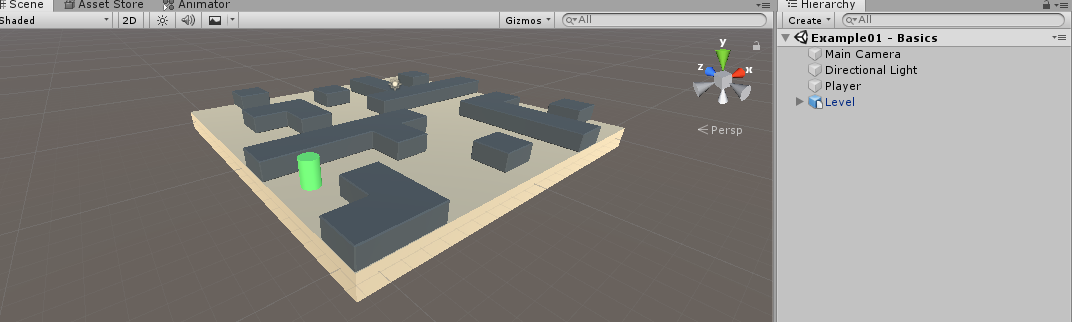 Scene Asset Store Animator
Shaded 2D Gizmos All
y
z x
Persp
Hierarchy
Create All
Example01 - Basics
Main Camera
Directional Light
Player
Level